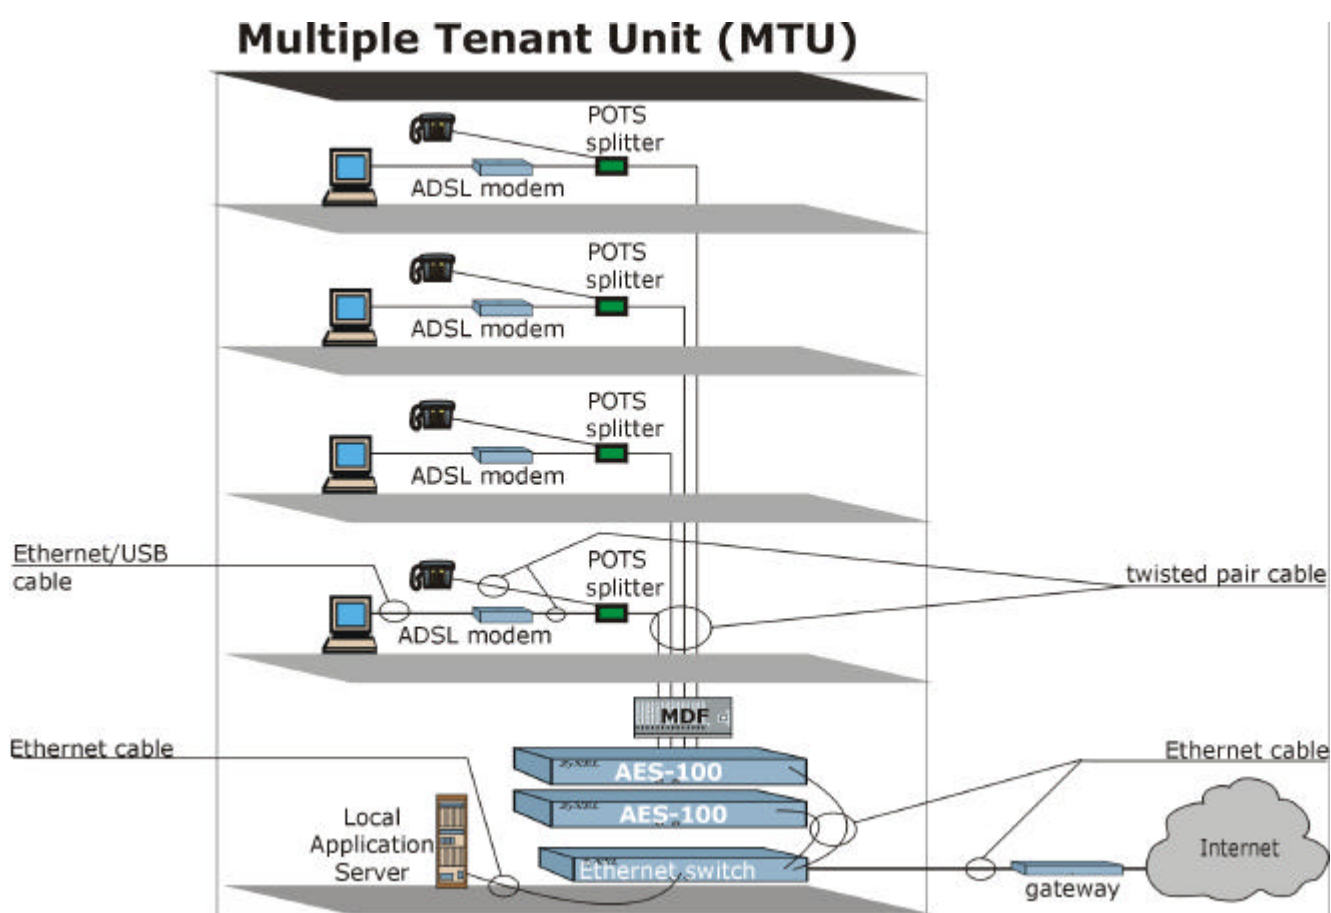 Multiple Tenant Unit (MTU)
POTS
splitter
ADSL modem
POTS
splitter
ADSL modem
POTS
splitter
ADSL modem
Ethernet/USB
cable
POTS
splitter
twisted pair cable
ADSL modem
MDF
Ethernet cable
Ethernet cable
AES-100
AES-100
Local
Application
Server
Ethernet switch
Internet
gateway